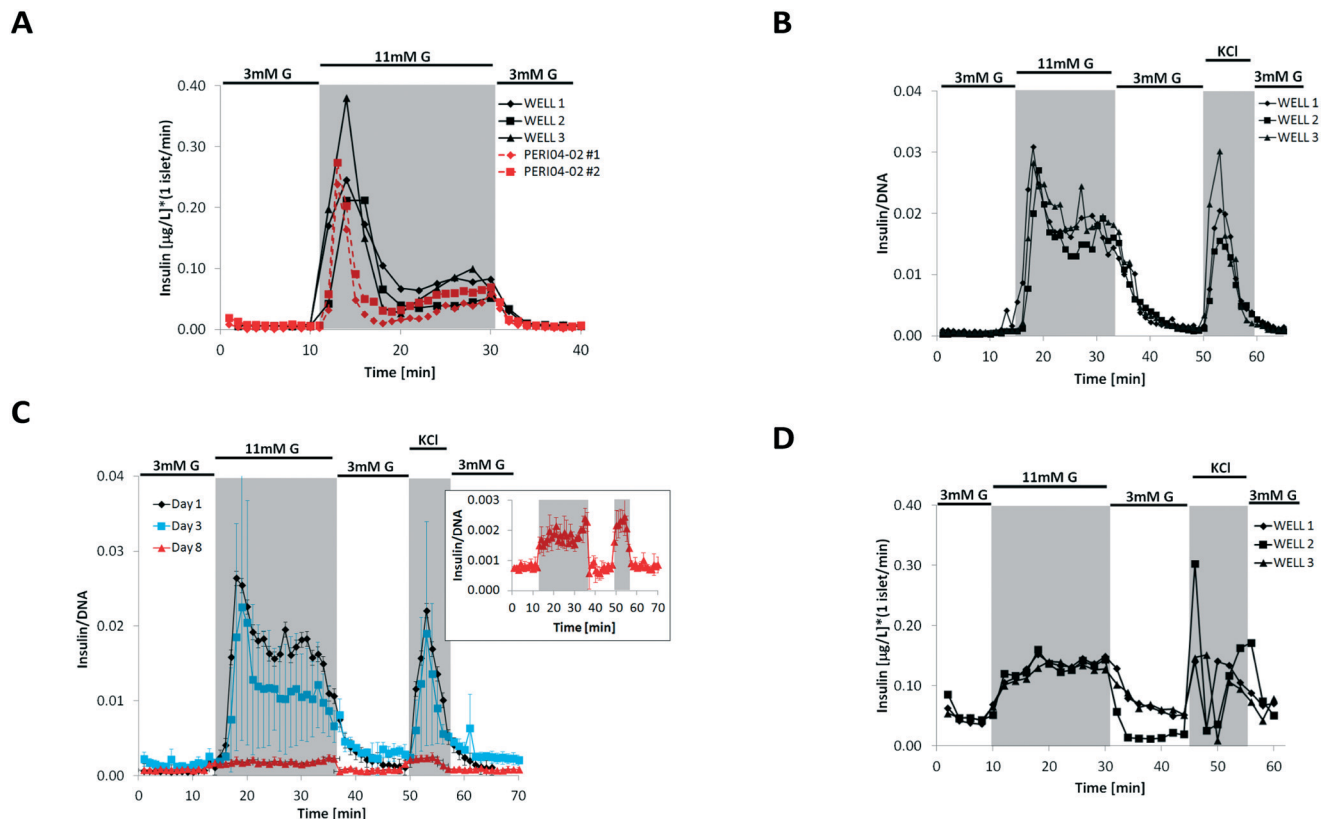 A
11mM G
3mM G
3mM G
Insulin [µg/L]*(1 islet/min)
0.40
0.30
0.20
0.10
0.00
WELL 1
WELL 2
WELL 3
PERI04-02 #1
PERI04-02 #2
0 10 20 30 40
Time [min]
B
KCl
11mM G
3mM G
3mM G
3mM G
Insulin/DNA
0.04
0.03
0.02
0.01
0.00
WELL 1
WELL 2
WELL 3
0 10 20 30 40 50 60
Time [min]
C
KCl
11mM G
3mM G
3mM G
3mM G
Insulin/DNA
0.04
0.03
0.02
0.01
0.00
Day 1
Day 3
Day 8
0 10 20 30 40 50 60 70
Time [min]
Insulin/DNA
0.003
0.002
0.001
0.000
0 10 20 30 40 50 60 70
Time [min]
D
KCl
11mM G
3mM G
3mM G
3mM G
Insulin [µg/L]*(1 islet/min)
0.40
0.30
0.20
0.10
0.00
WELL 1
WELL 2
WELL 3
0 10 20 30 40 50 60
Time [min]